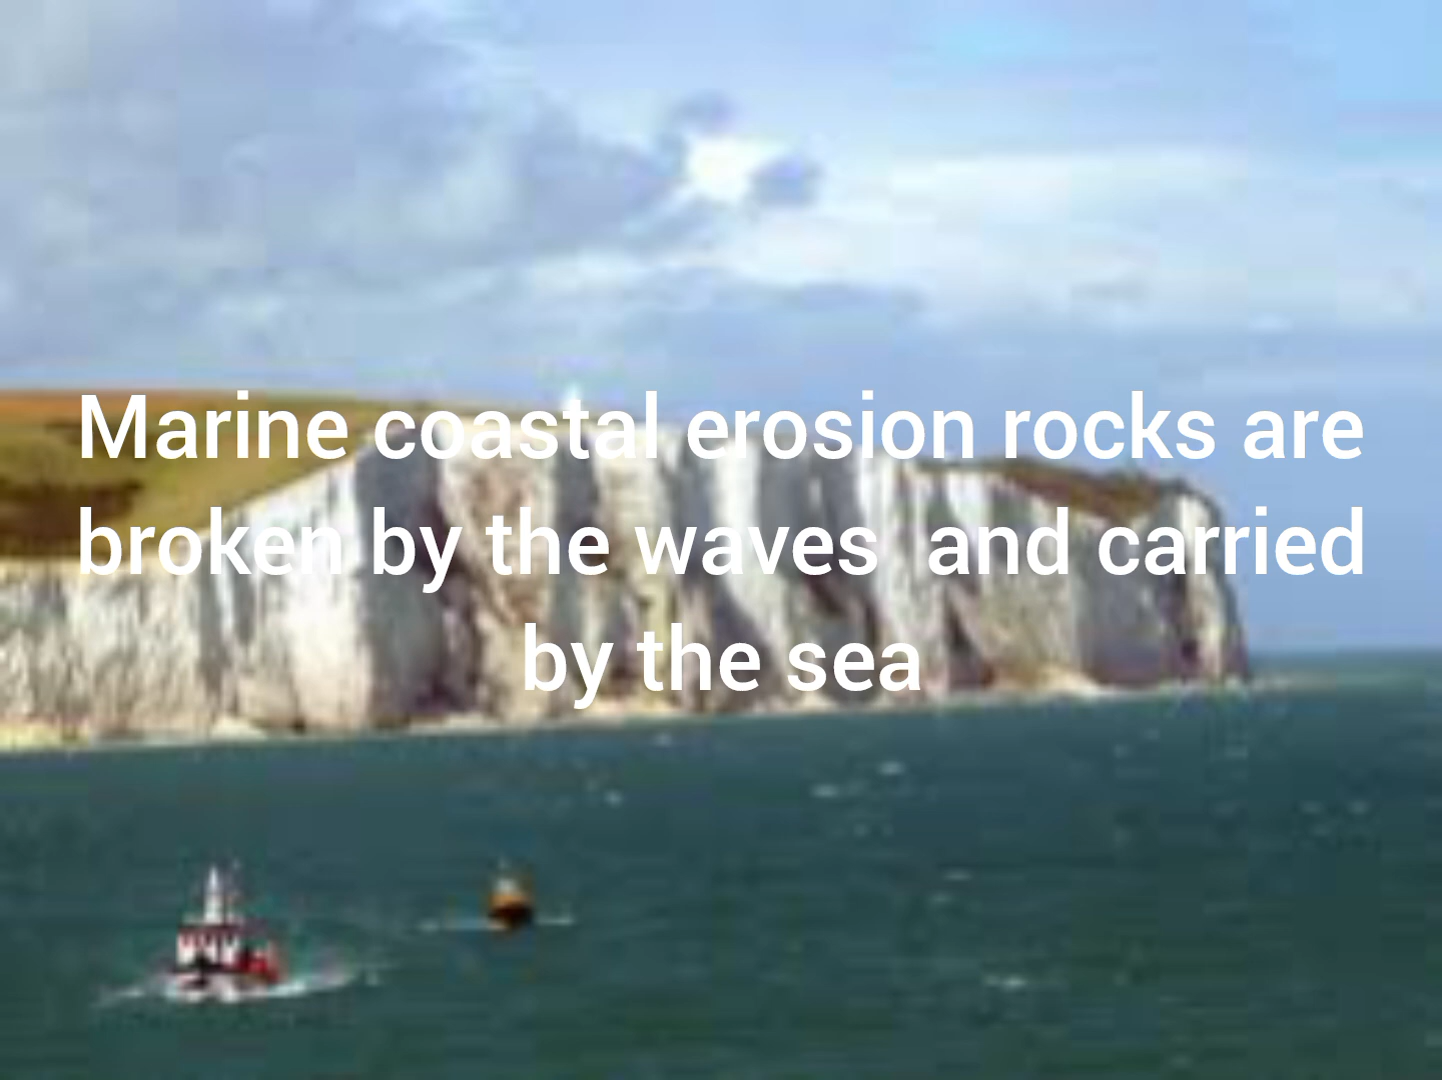 Marine coastal erosion rocks are
broken by the waves  and carried
by the sea